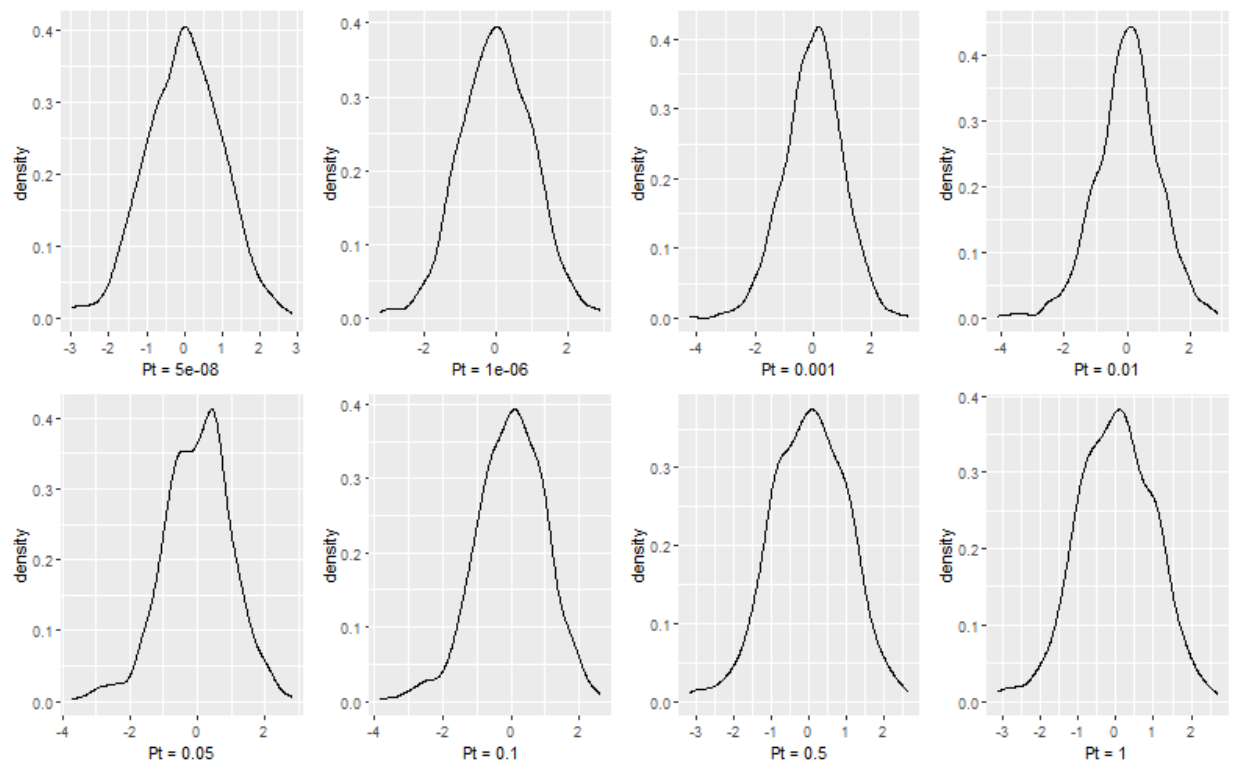 0.4
0.3
0.2
0.1
0.0
density
-3 -2 -1 0 1 2 3
Pt = 5e-08
0.4
0.3
0.2
0.1
0.0
density
-2 0 2
Pt = 1e-06
0.4
0.3
0.2
0.1
0.0
density
-4 -2 0 2
Pt = 0.001
0.4
0.3
0.2
0.1
0.0
density
-4 -2 0 2
Pt = 0.01
0.4
0.3
0.2
0.1
0.0
density
-4 -2 0 2
Pt = 0.05
0.4
0.3
0.2
0.1
0.0
density
-4 -2 0 2
Pt = 0.1
0.3
0.2
0.1
0.0
density
-3 -2 -1 0 1 2
Pt = 0.5
0.4
0.3
0.2
0.1
0.0
density
-3 -2 -1 0 1 2
Pt = 1